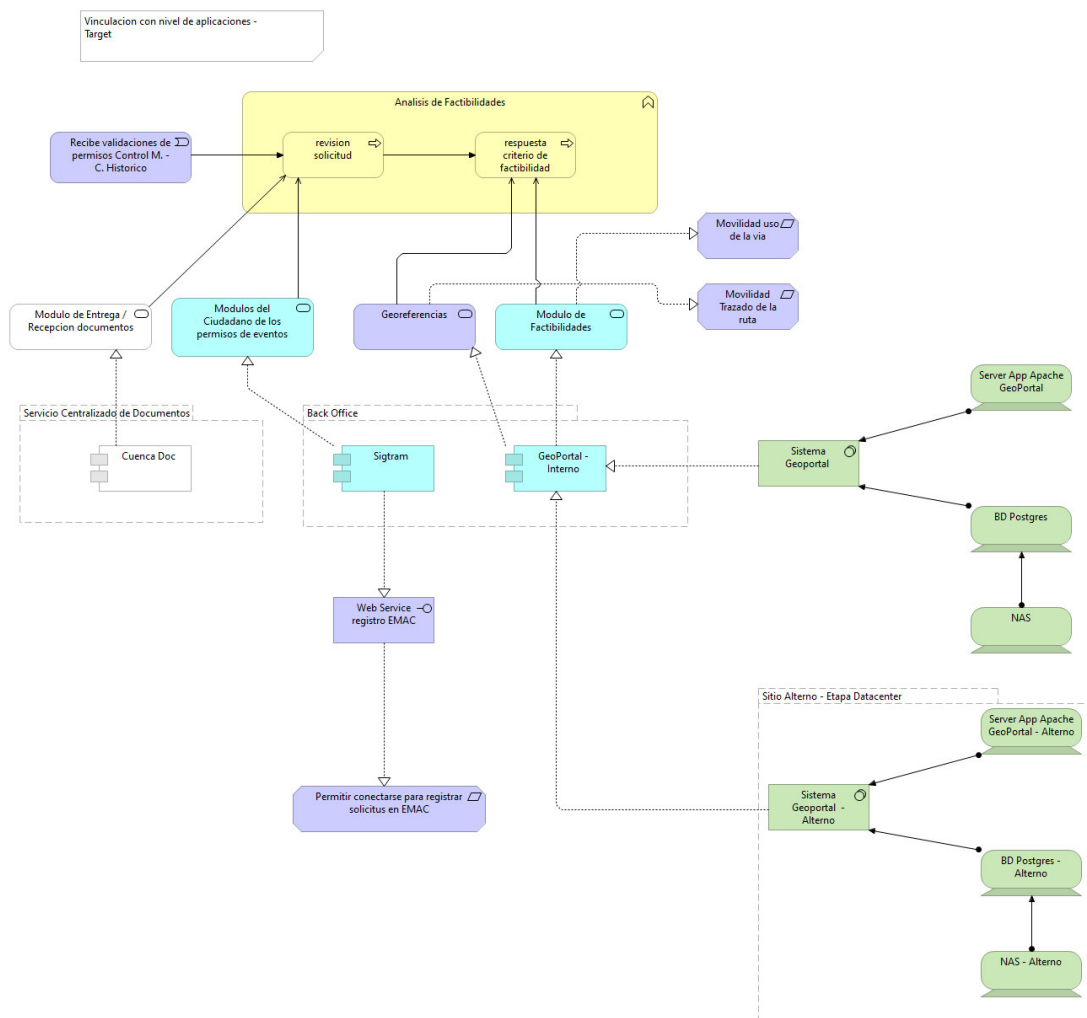 Vinculacion con nivel de aplicaciones -
Target
Analisis de Factibilidades
Recibe validaciones de
permisos Control M. -
C. Historico
revision
solicitud
respuesta
criterio de
factibilidad
Movilidad uso
de la via
Movilidad
Trazado de la
ruta
Modulo de Entrega /
Recepcion documentos
Modulos del
Ciudadano de los
permisos de eventos
Georeferencias
Modulo de
Factibilidades
Server App Apache
GeoPortal
Servicio Centralizado de Documentos
Back Office
Cuenca Doc
Sigtram
GeoPortal -
Interno
Sistema
Geoportal
BD Postgres
NAS
Web Service
registro EMAC
Sitio Alterno - Etapa Datacenter
Server App Apache
GeoPortal - Alterno
Permitir conectarse para registrar
solicitus en EMAC
Sistema
Geoportal -
Alterno
BD Postgres -
Alterno
NAS - Alterno